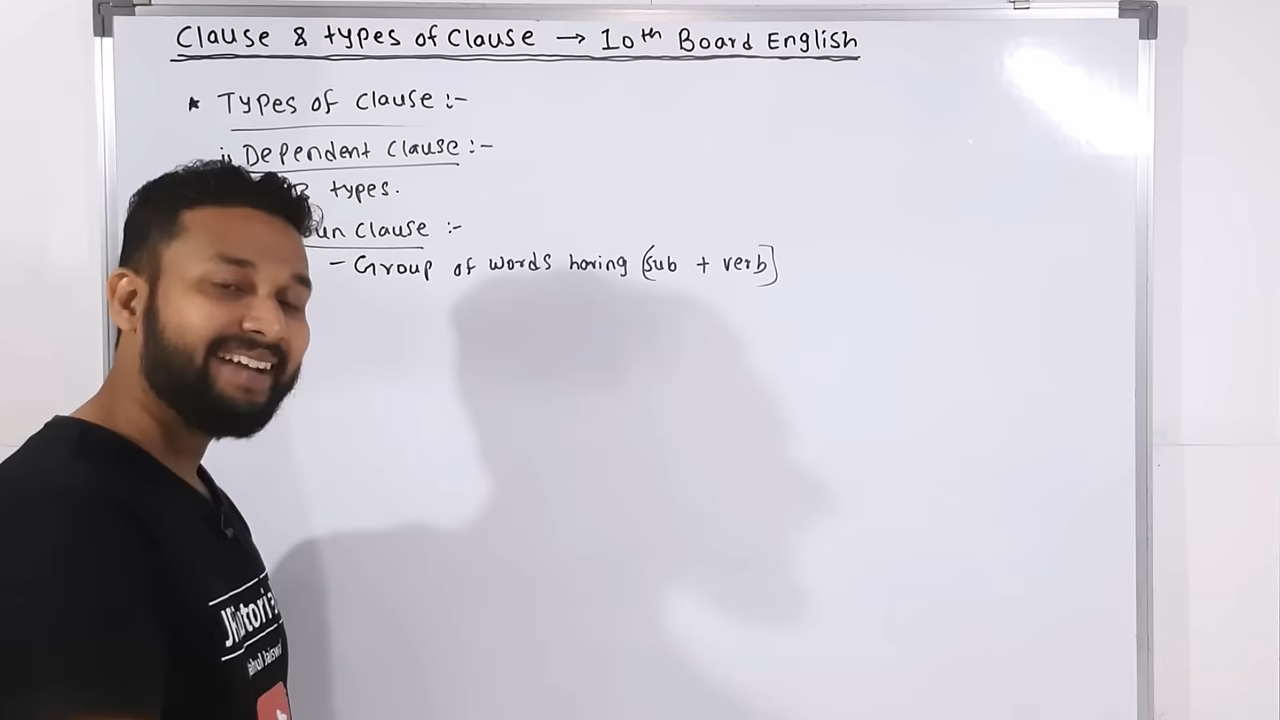 Clause & types of Clause → 10th Board English
* Types of clause :-
i, Dependent Clause :-
types.
Clause :-
- Group of words having [sub + verb]